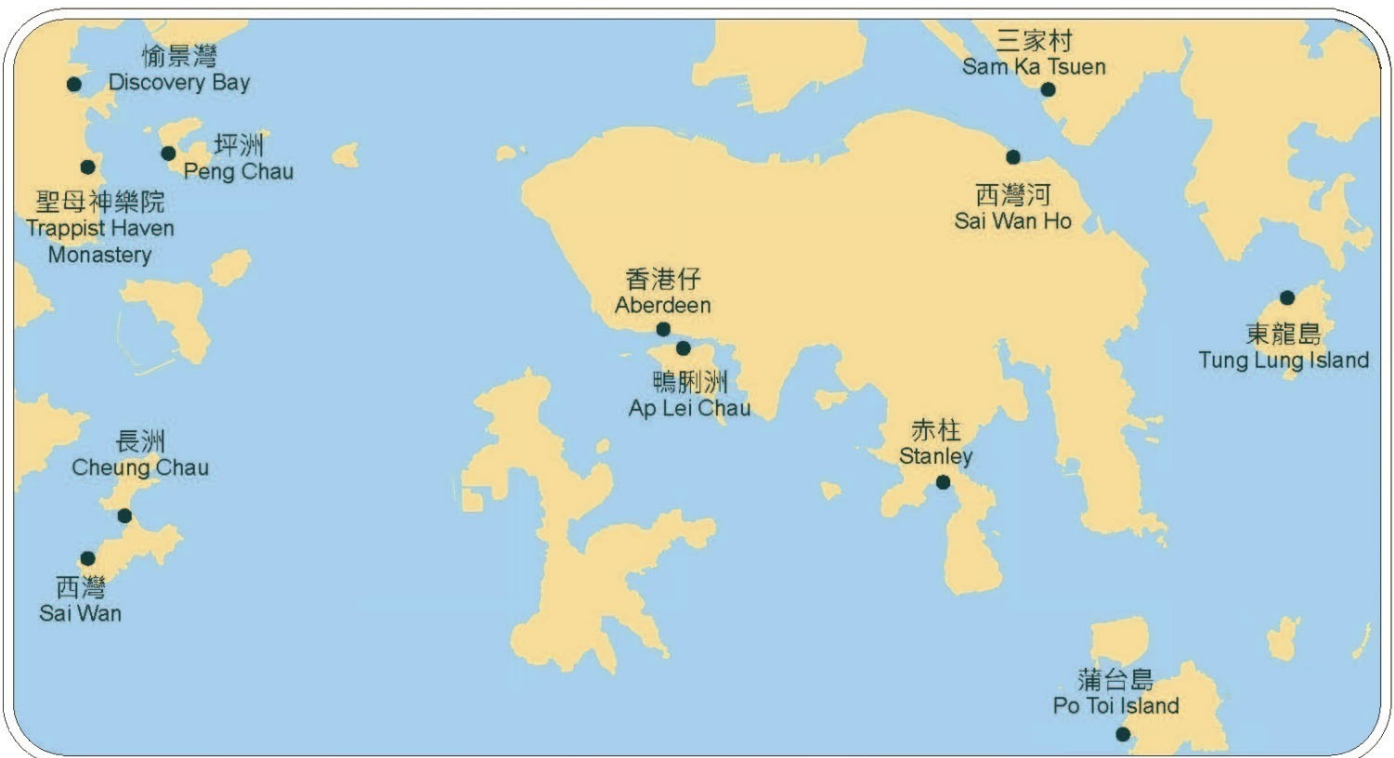 愉景灣
Discovery Bay
三家村
Sam Ka Tsuen
坪洲
Peng Chau
聖母神樂院
Trappist Haven
Monastery
西灣河
Sai Wan Ho
香港仔
Aberdeen
東龍島
Tung Lung Island
鴨脷洲
Ap Lei Chau
赤柱
Stanley
長洲
Cheung Chau
西灣
Sai Wan
蒲台島
Po Toi Island